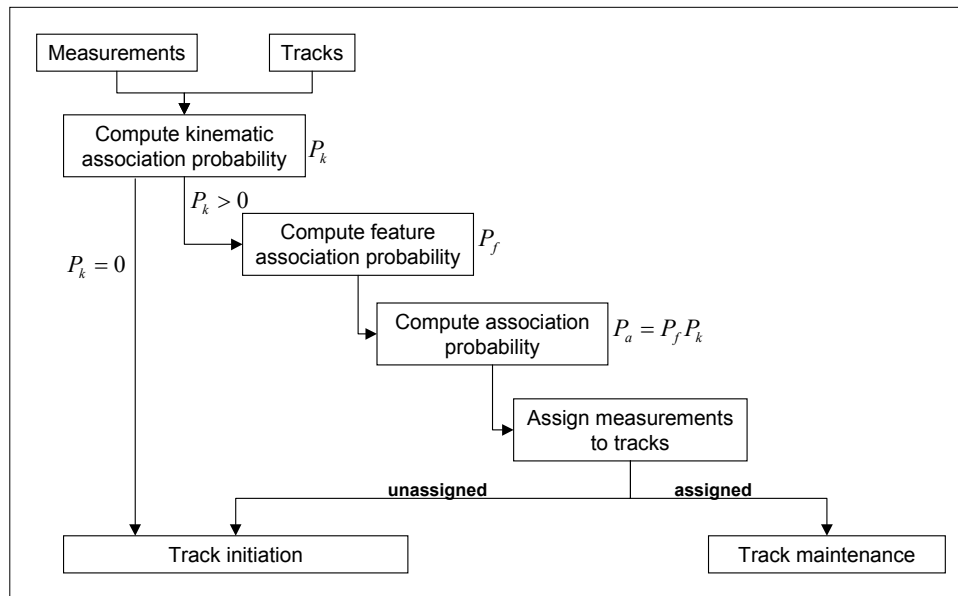 Measurements
Tracks
Compute kinematic
association probability
P_k
P_k > 0
Compute feature
association probability
P_f
P_k = 0
Compute association
probability
P_a = P_f P_k
Assign measurements
to tracks
unassigned
assigned
Track initiation
Track maintenance